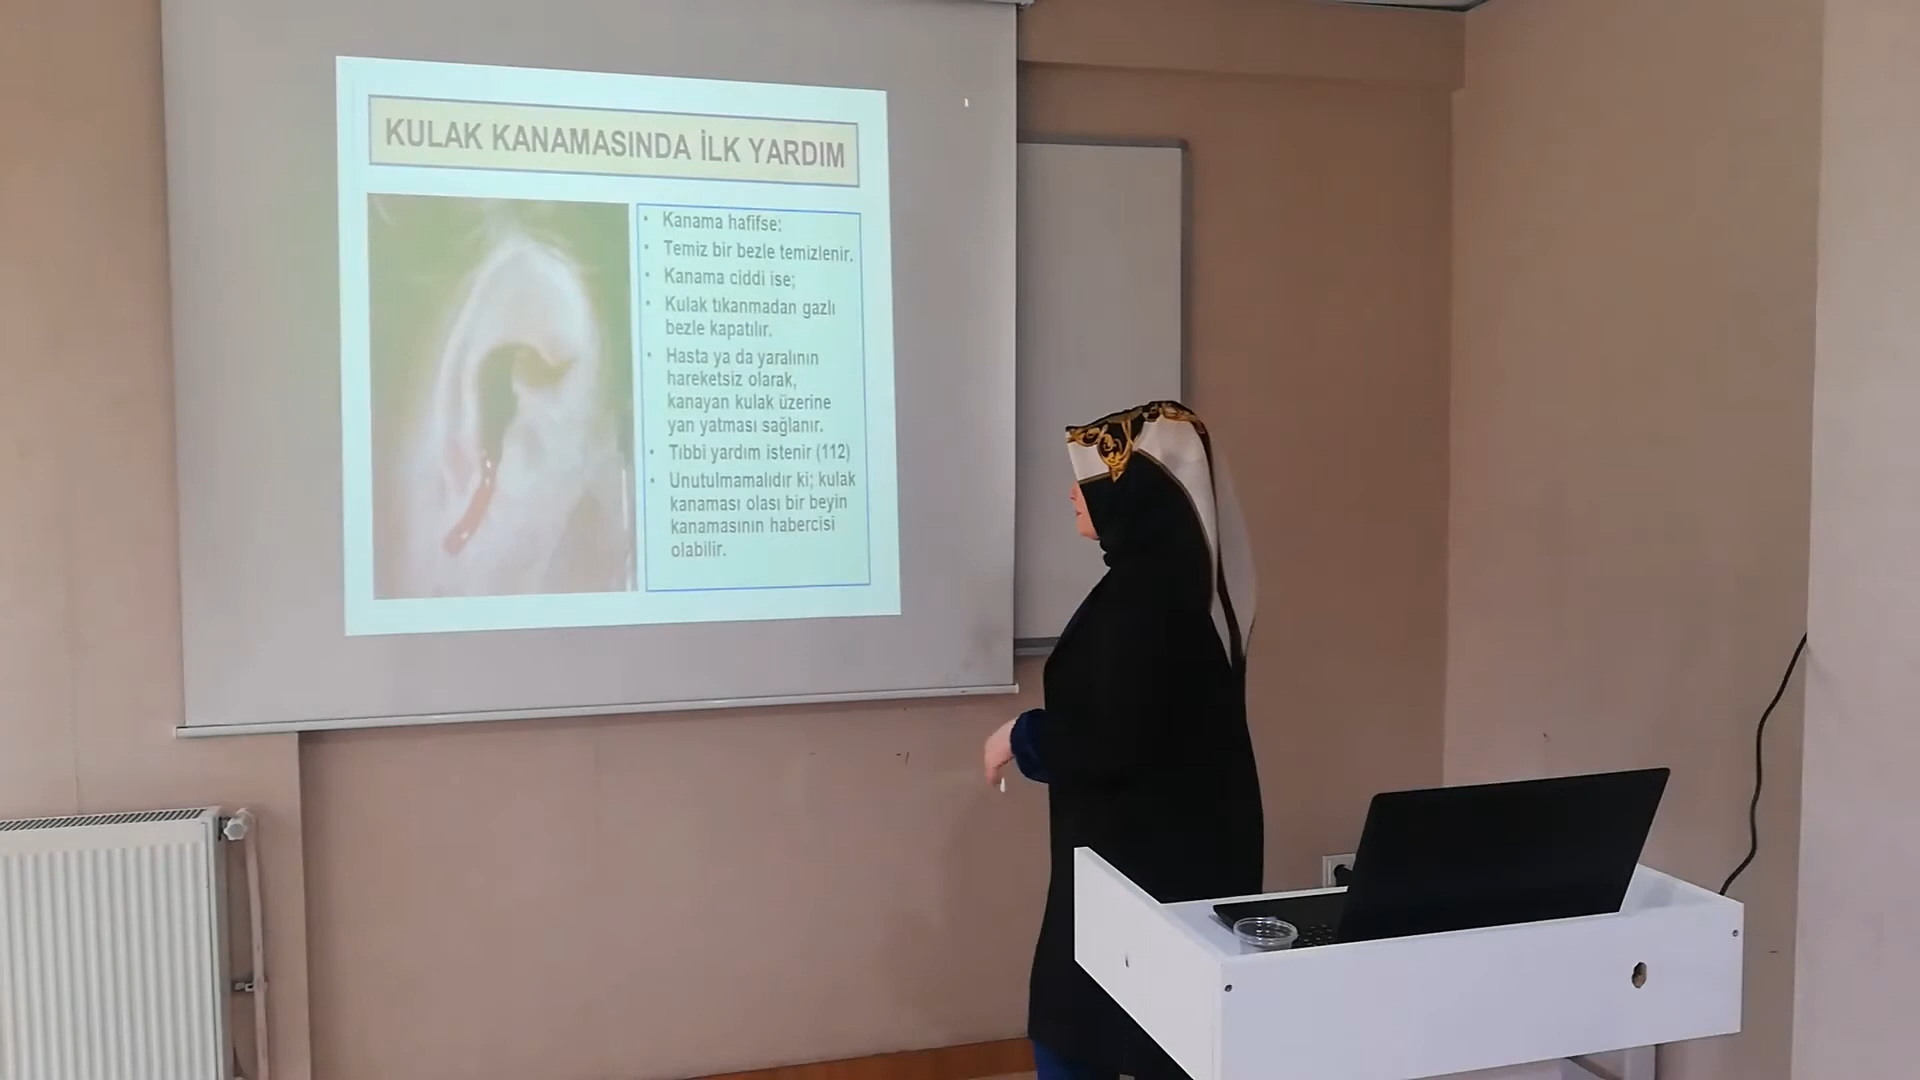 KULAK KANAMASINDA İLK YARDIM
• Kanama hafifse:
• Temiz bir bezle temizlenir.
• Kanama ciddi ise;
• Kulak tıkanmadan gazlı
bezle kapatılır.
• Hasta ya da yaralının
hareketsiz olarak,
kanayan kulak üzerine
yan yatması sağlanır.
• Tıbbi yardım istenir (112)
• Unutulmamalıdır ki; kulak
kanaması olası bir beyin
kanamasının habercisi
olabilir.